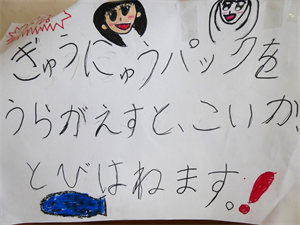 ぎゅうにゅうパックを
うらがえすと、こいが、
とびはねます。!